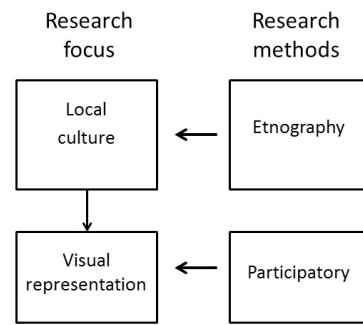 Research
focus
Research
methods
Local
culture
Etnography
Visual
representation
Participatory